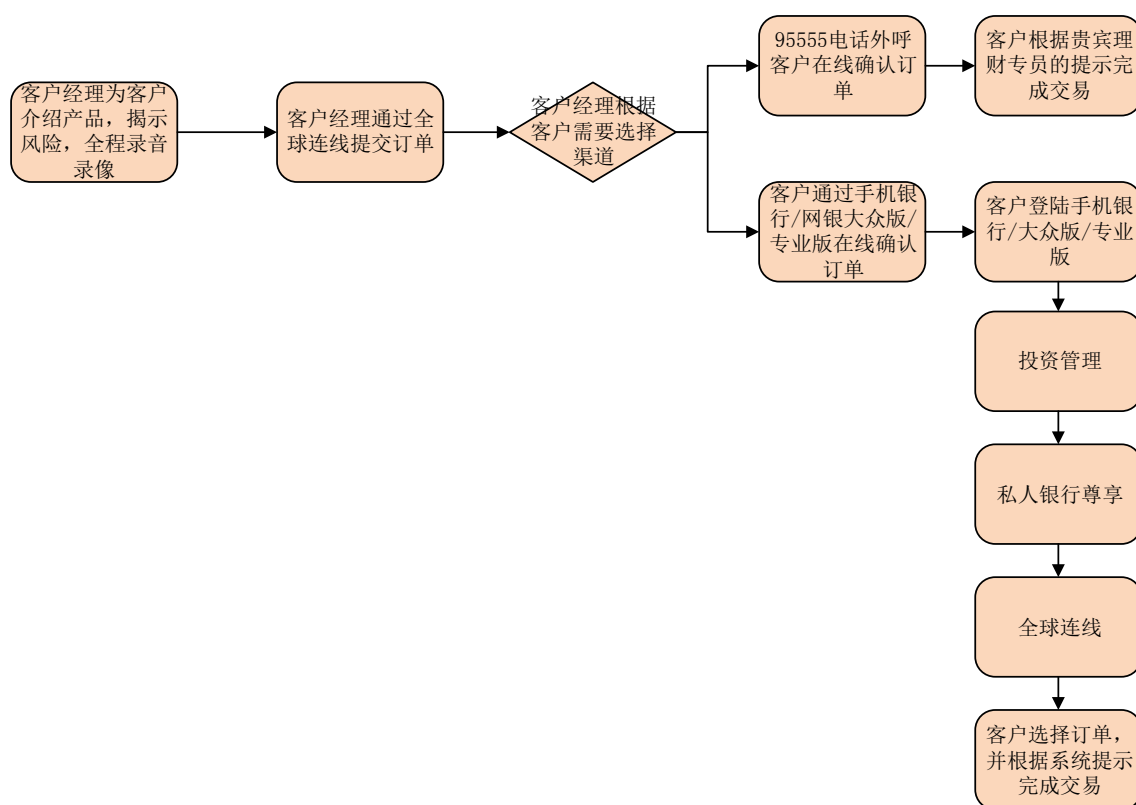 客户经理为客户
介绍产品，揭示
风险，全程录音
录像
客户经理通过全
球连线提交订单
客户经理根据
客户需要选择
渠道
95555电话外呼
客户在线确认订
单
客户根据贵宾理
财专员的提示完
成交易
客户通过手机银
行/网银大众版/
专业版在线确认
订单
客户登陆手机银
行/大众版/专业
版
投资管理
私人银行尊享
全球连线
客户选择订单，
并根据系统提示
完成交易